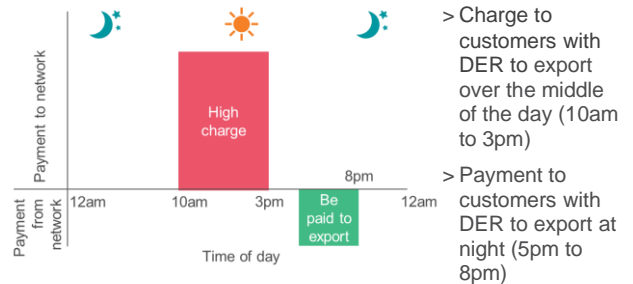 Payment to network
High
charge
8pm
12am
10am
3pm
12am
Payment
from
network
Be
paid to
export
Time of day
> Charge to
customers with
DER to export
over the middle
of the day (10am
to 3pm)
> Payment to
customers with
DER to export at
night (5pm to
8pm)